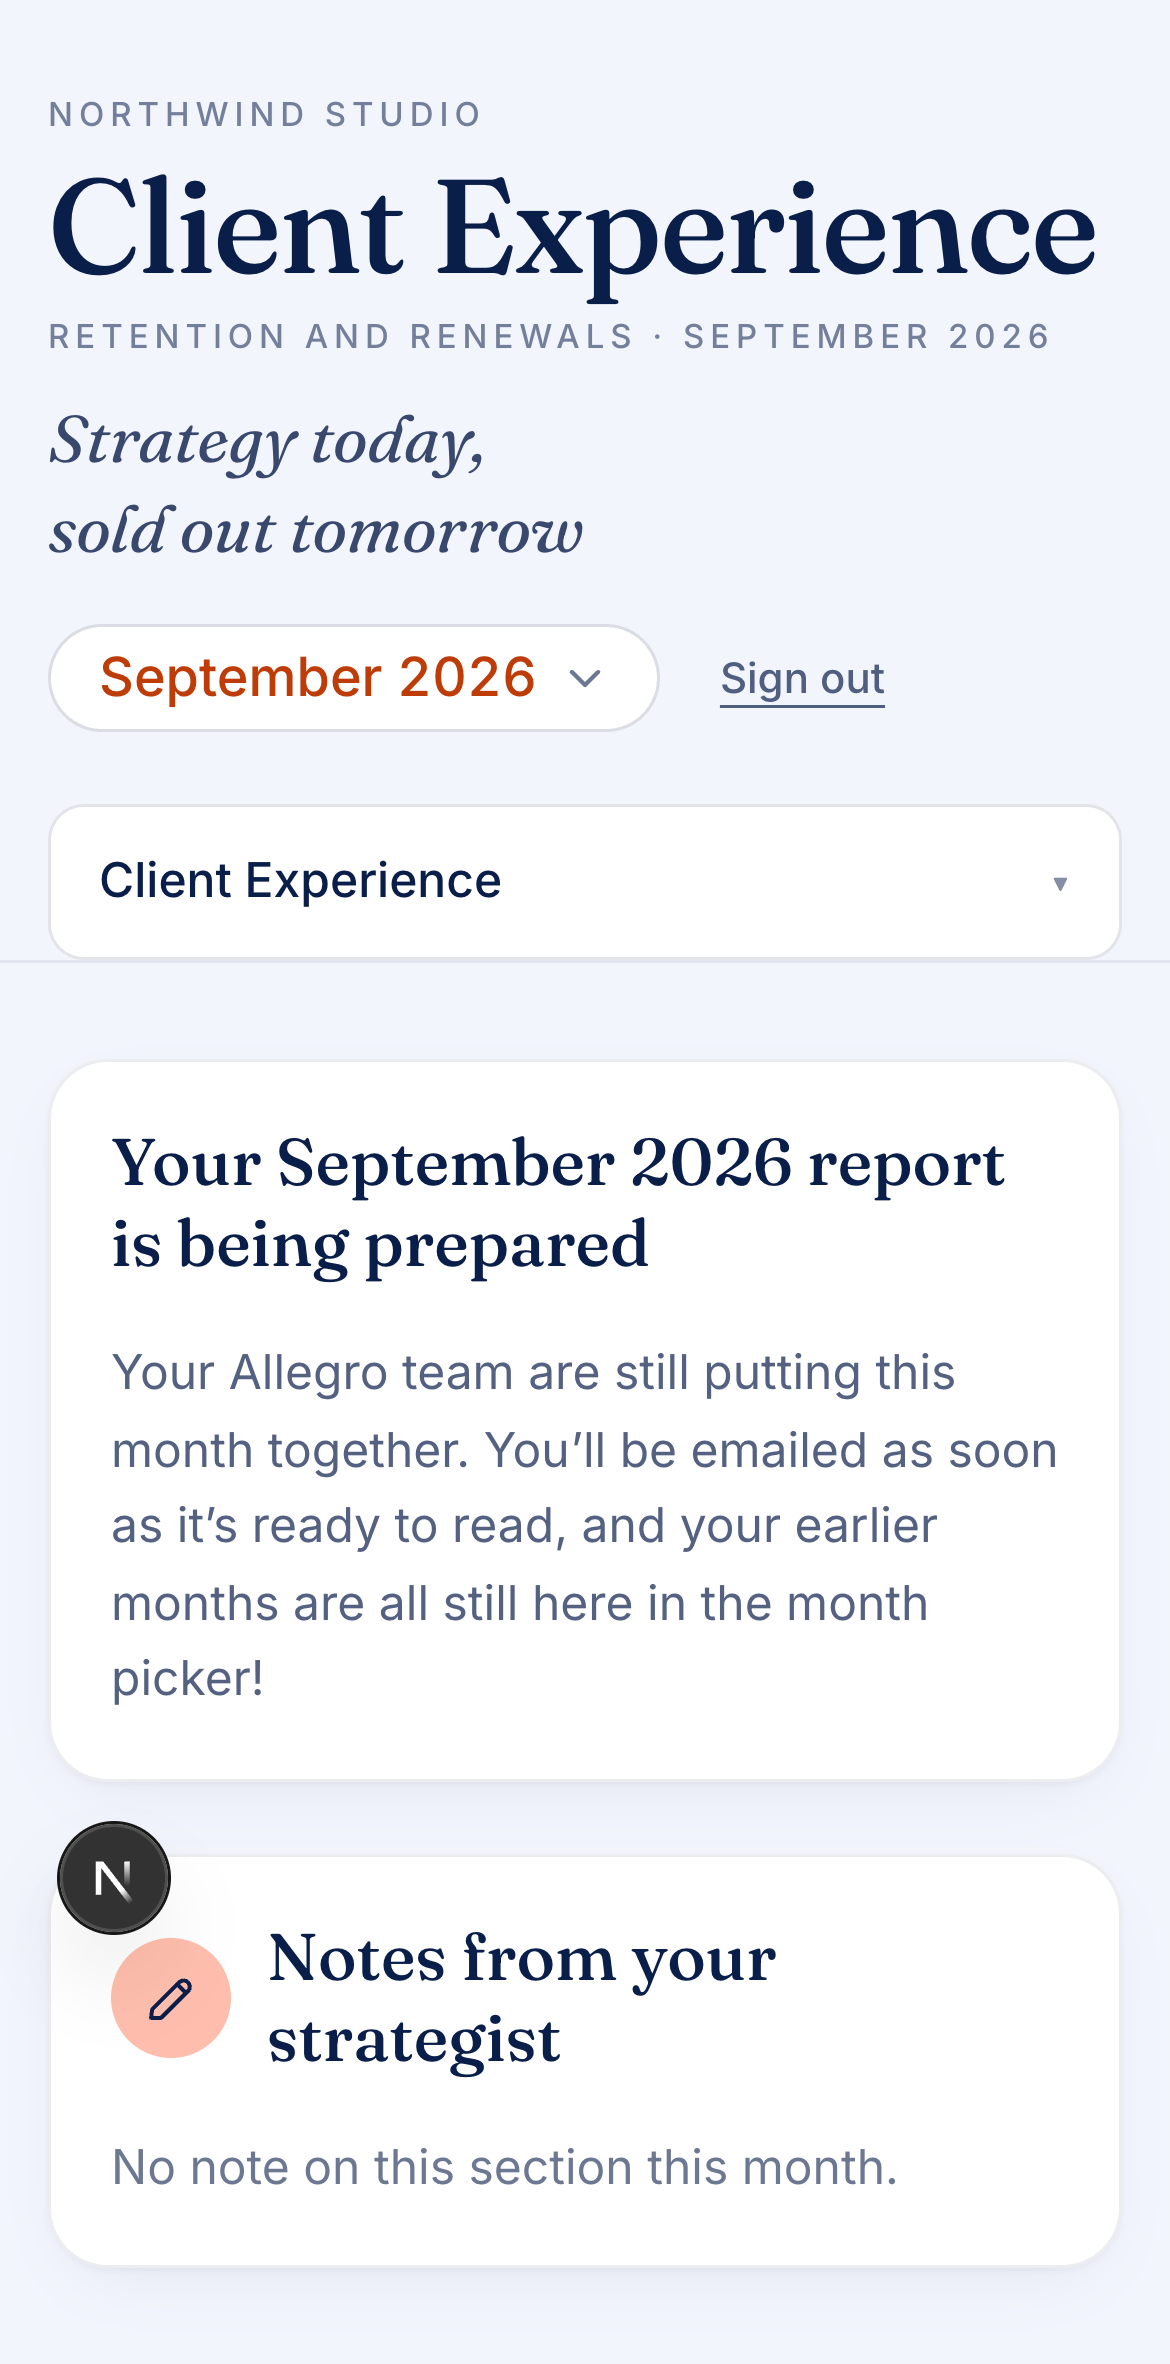 NORTHWIND STUDIO
Client Experience
RETENTION AND RENEWALS · SEPTEMBER 2026
Strategy today,
sold out tomorrow
September 2026
Sign out
Client Experience
Your September 2026 report
is being prepared
Your Allegro team are still putting this
month together. You’ll be emailed as soon
as it’s ready to read, and your earlier
months are all still here in the month
picker!
N
Notes from your
strategist
No note on this section this month.